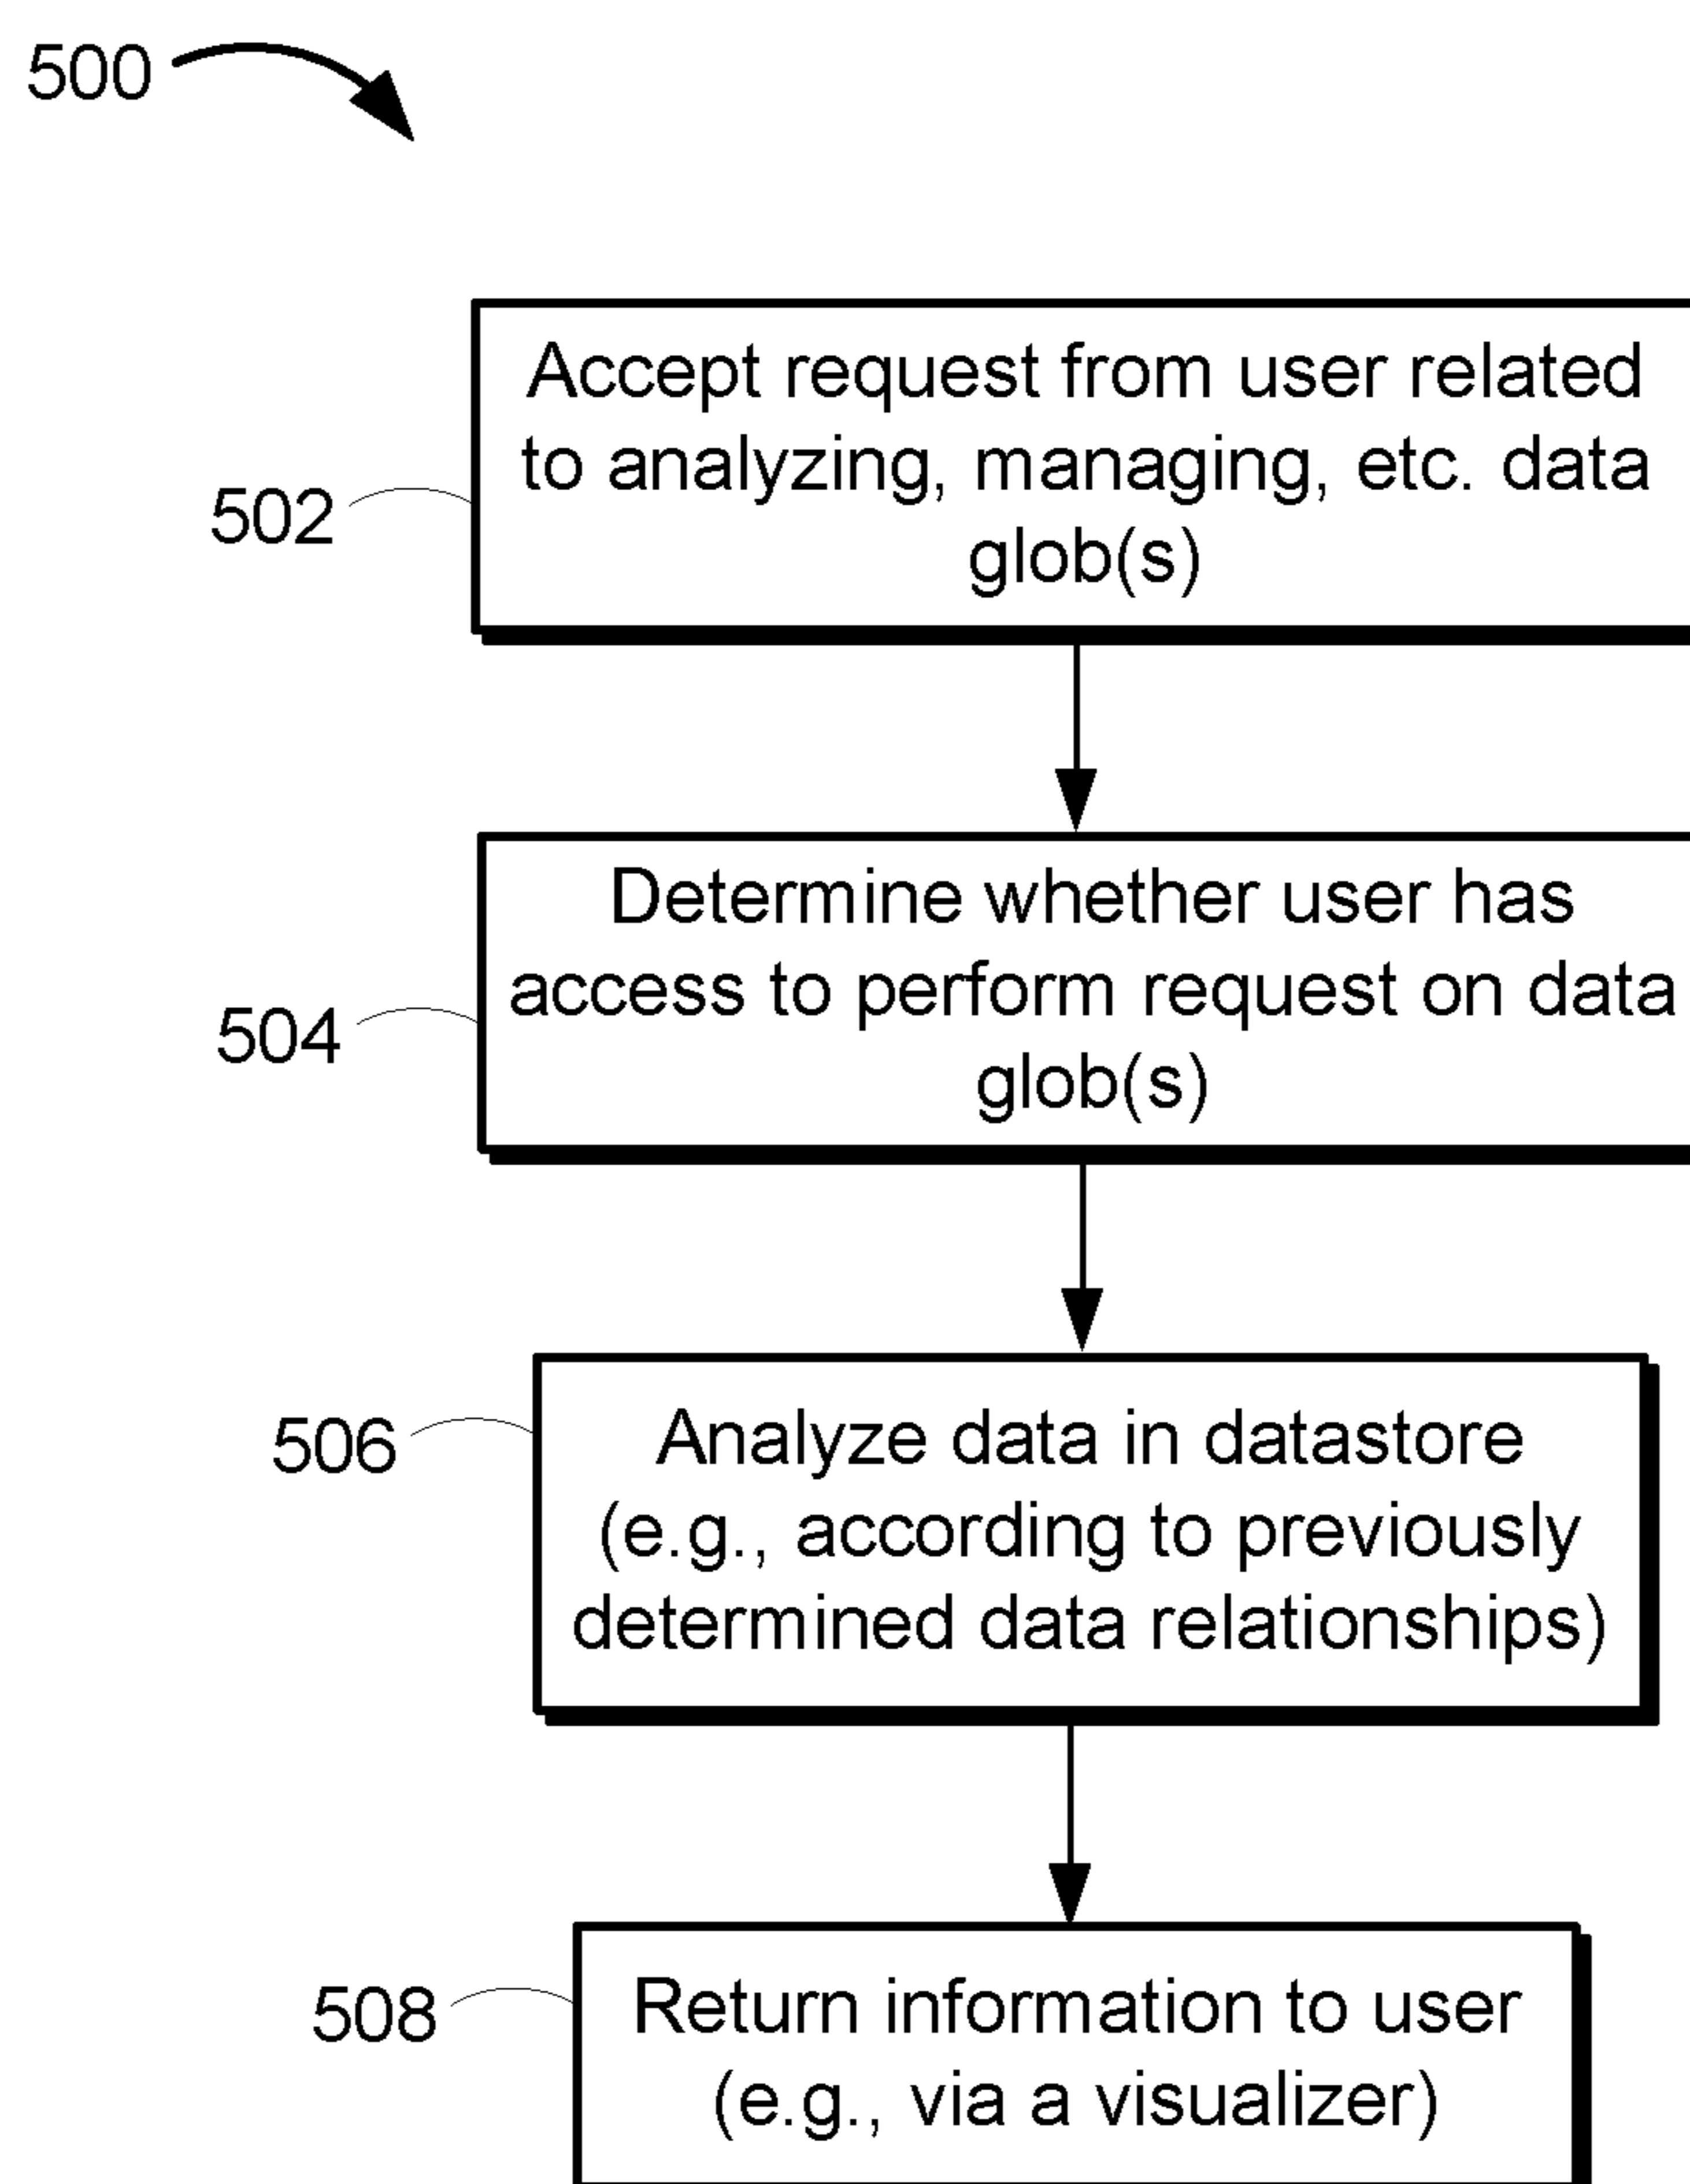 500
Accept request from user related
to analyzing, managing, etc. data
glob(s)
502
Determine whether user has
access to perform request on data
glob(s)
504
Analyze data in datastore
(e.g., according to previously
determined data relationships)
506
Return information to user
(e.g., via a visualizer)
508